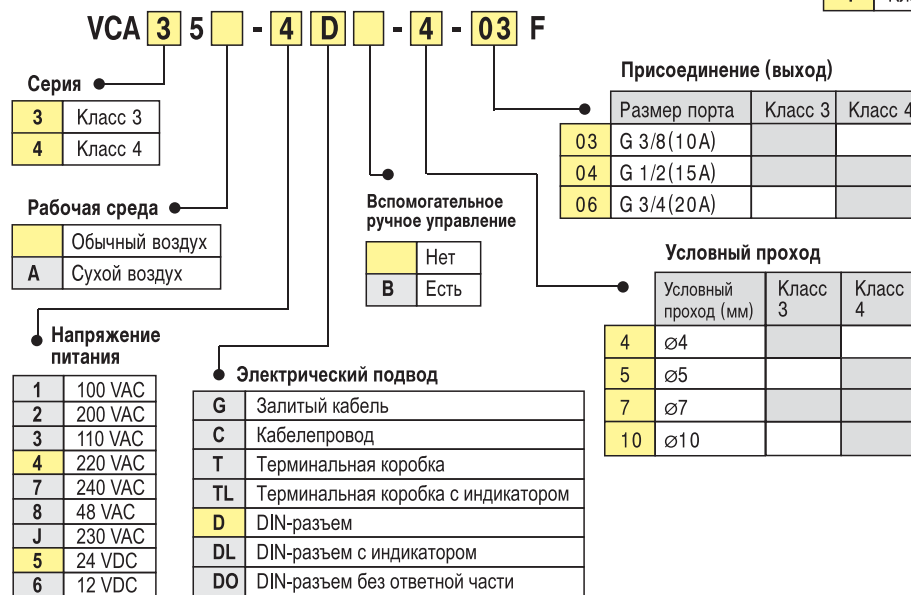 VCA 3 5 - 4 D - 4 - 03 F
Серия
3 Класс 3
4 Класс 4
Рабочая среда
Обычный воздух
A Сухой воздух
Напряжение
питания
1 100 VAC
2 200 VAC
3 110 VAC
4 220 VAC
7 240 VAC
8 48 VAC
J 230 VAC
5 24 VDC
6 12 VDC
Вспомогательное
ручное управление
Нет
B Есть
Электрический подвод
G Залитый кабель
C Кабелепровод
T Терминальная коробка
TL Терминальная коробка с индикатором
D DIN-разъем
DL DIN-разъем с индикатором
DO DIN-разъем без ответной части
Присоединение (выход)
Размер порта Класс 3 Класс 4
03 G 3/8(10A)
04 G 1/2(15A)
06 G 3/4(20A)
Условный проход
Условный
проход (мм)
Класс
3
Класс
4
4 ⌀4
5 ⌀5
7 ⌀7
10 ⌀10